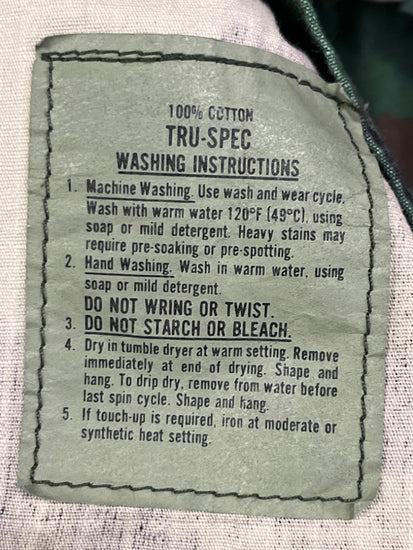 100% COTTON
TRU-SPEC
WASHING INSTRUCTIONS
1. Machine Washing. Use wash and wear cycle.
Wash with warm water 120°F (49°C), using
soap or mild detergent. Heavy stains may
require pre-soaking or pre-spotting.
2. Hand Washing. Wash in warm water, using
soap or mild detergent.
DO NOT WRING OR TWIST.
3. DO NOT STARCH OR BLEACH.
4. Dry in tumble dryer at warm setting. Remove
immediately at end of drying. Shape and
hang. To drip dry, remove from water before
last spin cycle. Shape and hang.
5. If touch-up is required, iron at moderate or
synthetic heat setting.